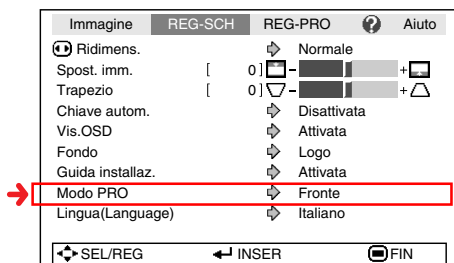 Immagine REG-SCH REG-PRO ? Aiuto
Ridimens. Normale
Spost. imm. [ 0] - +
Trapezio [ 0] - +
Chiave autom. Disattivata
Vis.OSD Attivata
Fondo Logo
Guida installaz. Attivata
Modo PRO Fronte
Lingua(Language) Italiano
SEL/REG INSER FIN